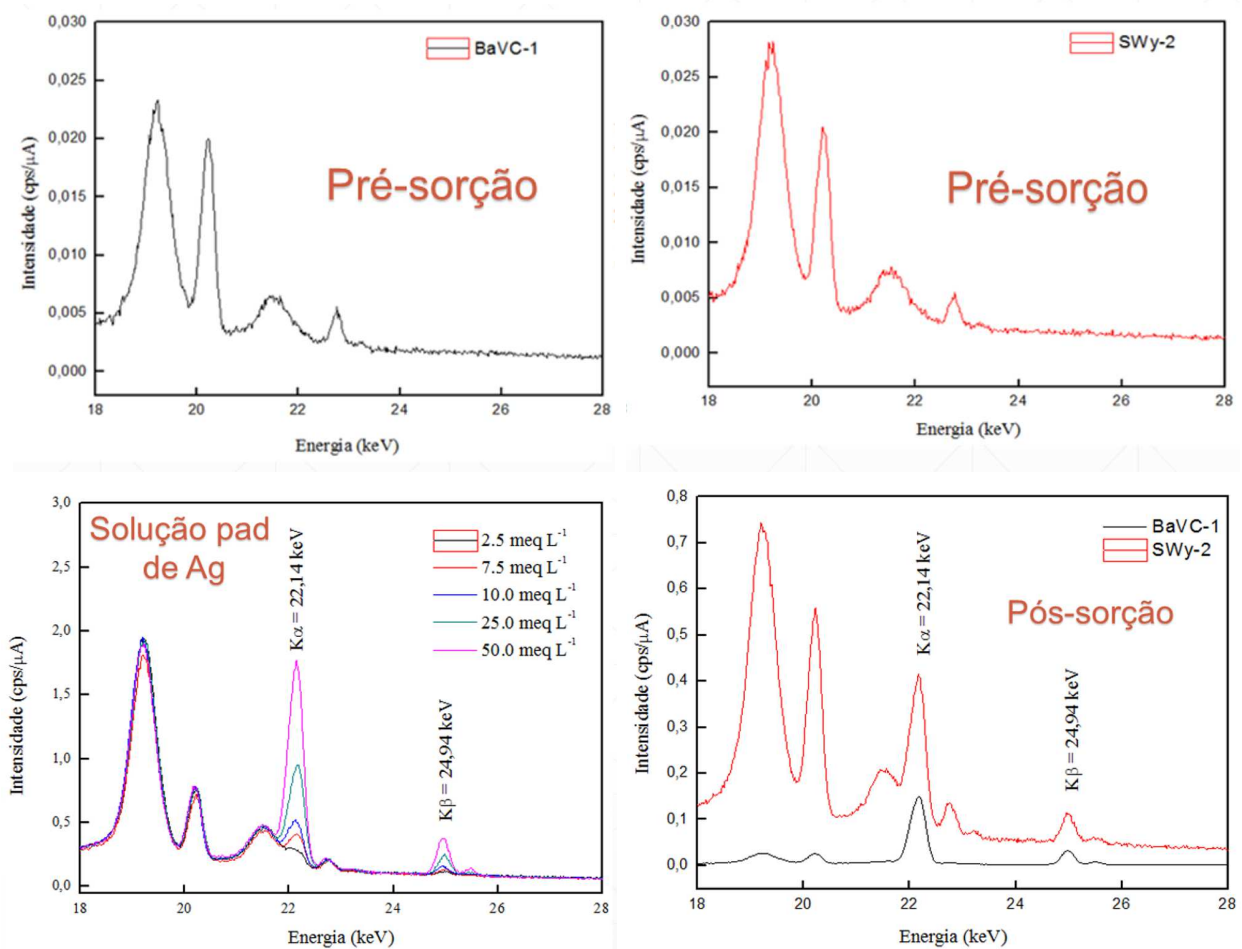 0,030
0,025
0,020
0,015
0,010
0,005
0,000
Intensidade (cps/μA)
BaVC-1
Pré-sorção
18 20 22 24 26 28
Energia (keV)
0,030
0,025
0,020
0,015
0,010
0,005
0,000
Intensidade (cps/μA)
SWy-2
Pré-sorção
18 20 22 24 26 28
Energia (keV)
3,0
2,5
2,0
1,5
1,0
0,5
0,0
Intensidade (cps/μA)
Solução pad
de Ag
Kα = 22,14 keV
Kβ = 24,94 keV
2.5 meq L⁻¹
7.5 meq L⁻¹
10.0 meq L⁻¹
25.0 meq L⁻¹
50.0 meq L⁻¹
18 20 22 24 26 28
Energia (keV)
0,8
0,7
0,6
0,5
0,4
0,3
0,2
0,1
0,0
Intensidade (cps/μA)
Kα = 22,14 keV
Kβ = 24,94 keV
BaVC-1
SWy-2
Pós-sorção
18 20 22 24 26 28
Energia (keV)